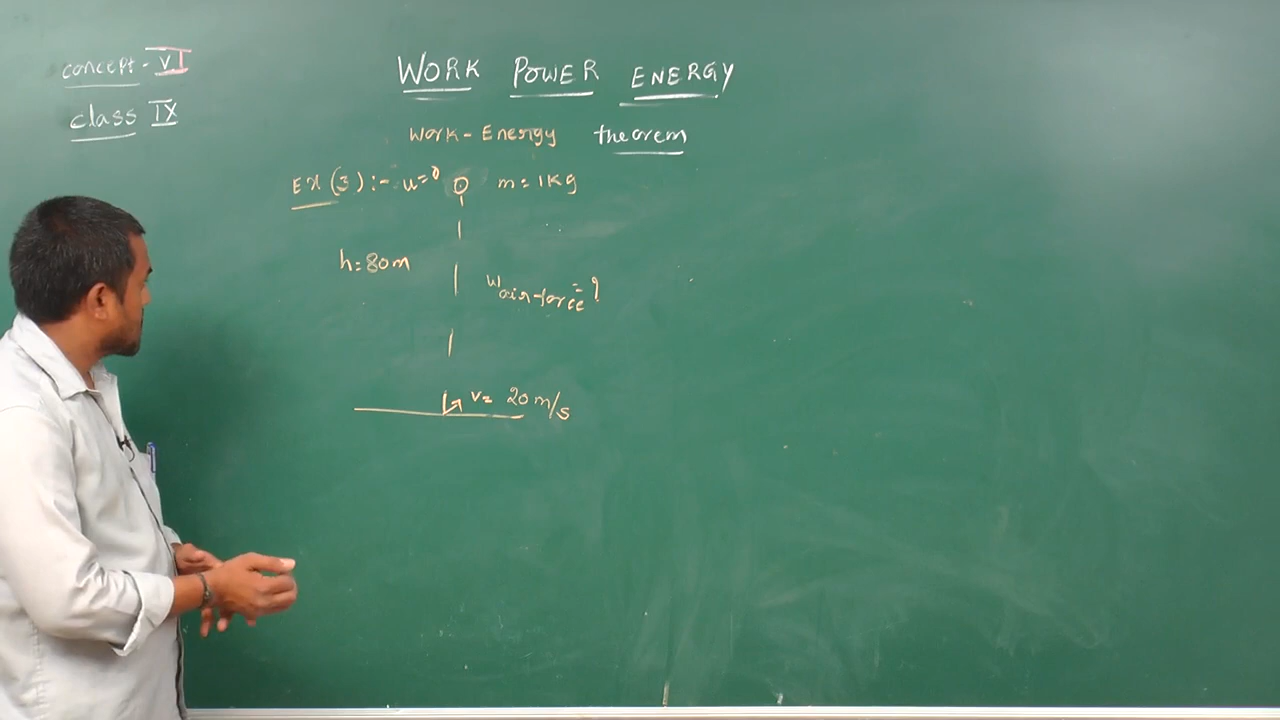 concept - VI
class IX
WORK POWER ENERGY
Work - Energy theorem
Ex (3) :- u=0 m = 1kg
h = 80m
W air-force = ?
v = 20 m/s